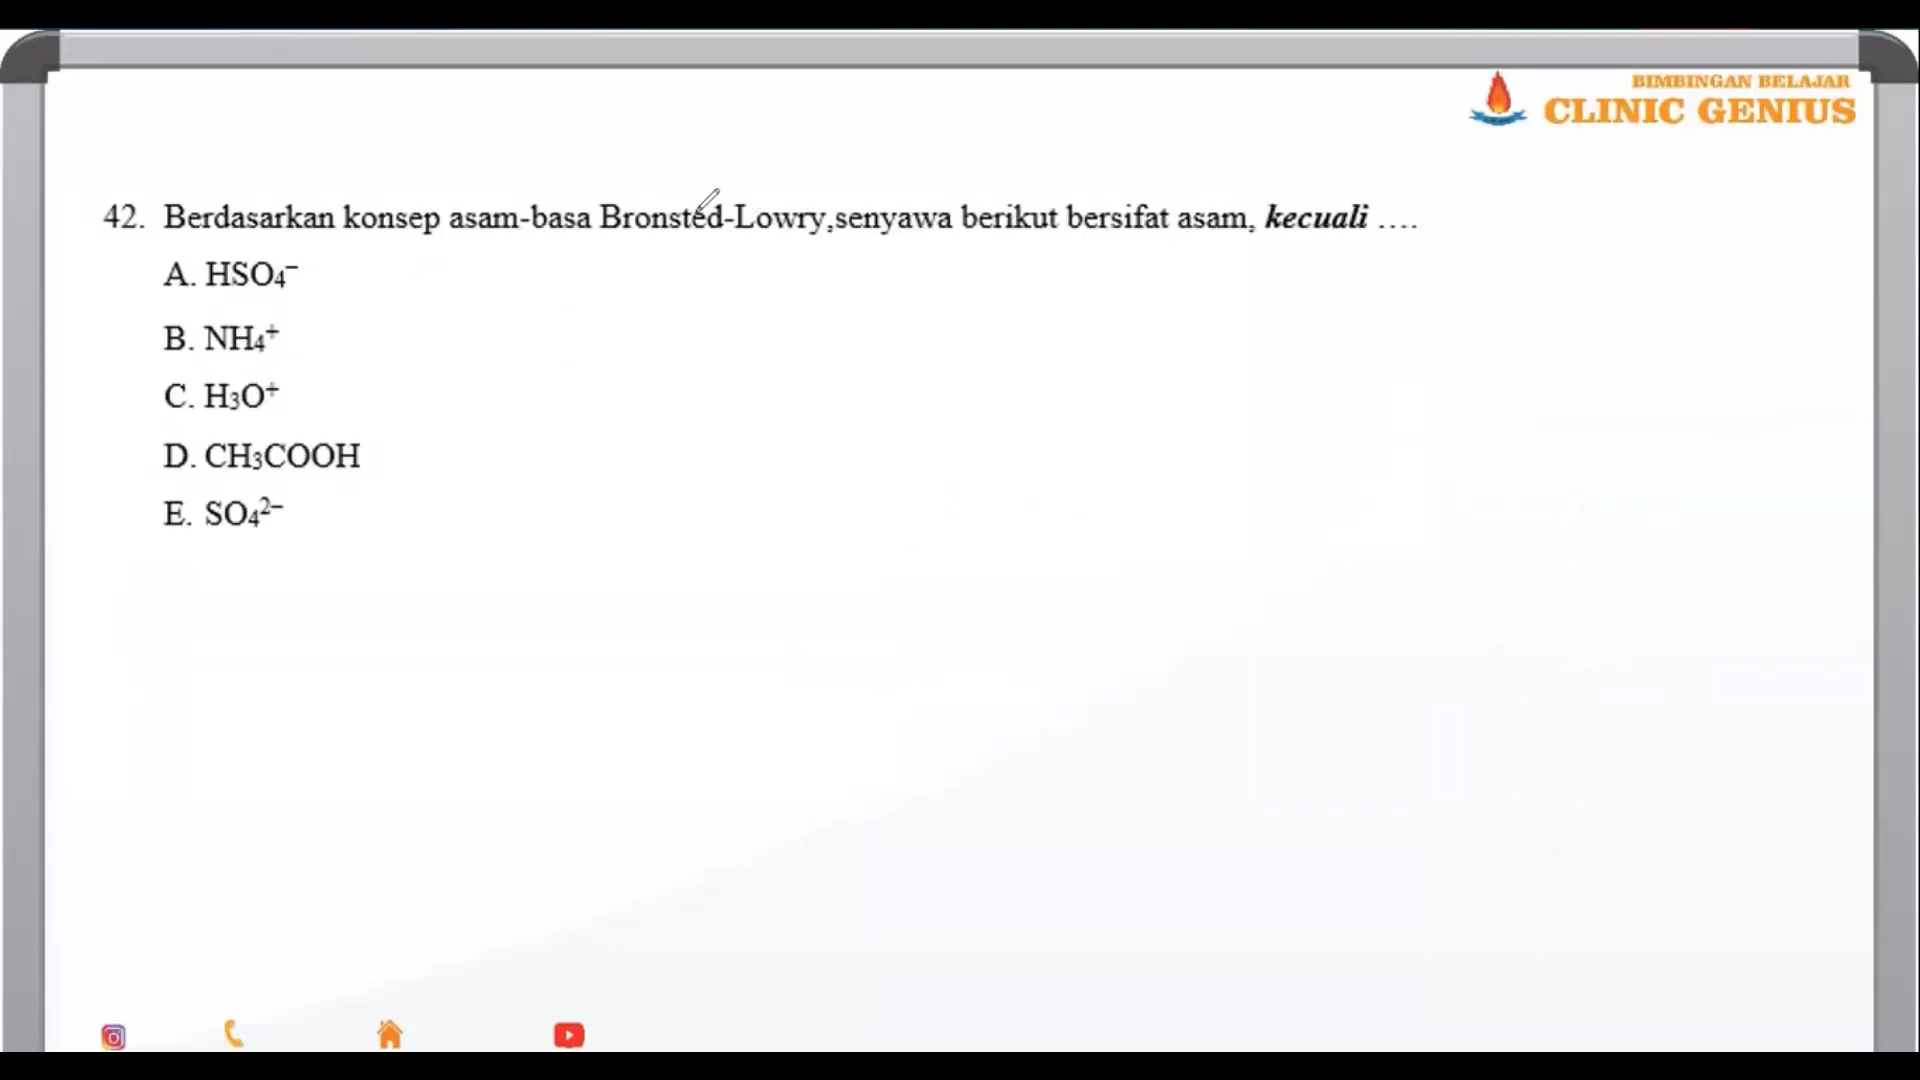 BIMBINGAN BELAJAR
CLINIC GENIUS
42. Berdasarkan konsep asam-basa Bronsted-Lowry,senyawa berikut bersifat asam, kecuali ....
A. HSO₄⁻
B. NH₄⁺
C. H₃O⁺
D. CH₃COOH
E. SO₄²⁻